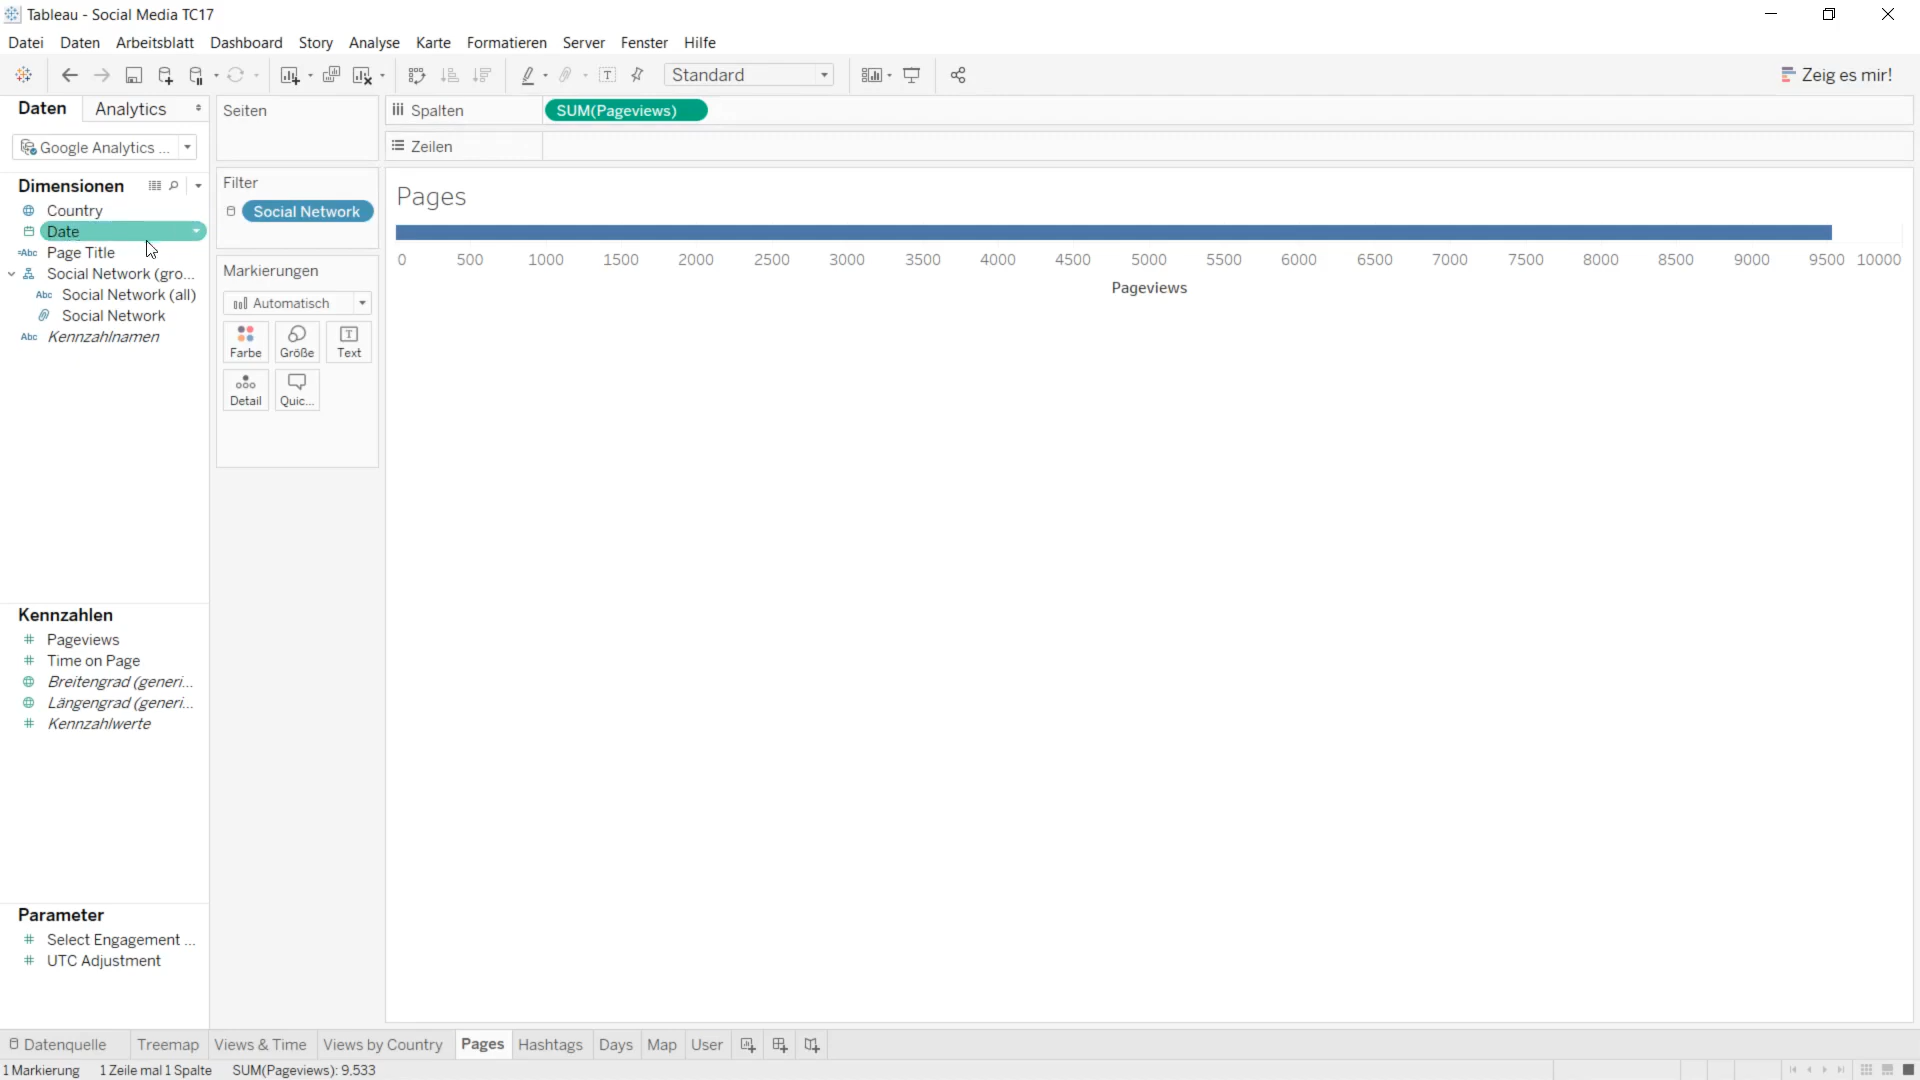 Tableau - Social Media TC17
Datei Daten Arbeitsblatt Dashboard Story Analyse Karte Formatieren Server Fenster Hilfe
Standard
Zeig es mir!
Daten Analytics
Google Analytics ...
Dimensionen
Country
Date
=Abc Page Title
Social Network (gro...
Abc Social Network (all)
Social Network
Abc Kennzahlnamen
Kennzahlen
# Pageviews
# Time on Page
Breitengrad (generi...
Längengrad (generi...
# Kennzahlwerte
Parameter
# Select Engagement ...
# UTC Adjustment
Seiten
Filter
Social Network
Markierungen
Automatisch
Farbe Größe Text
Detail Quic...
Spalten SUM(Pageviews)
Zeilen
Pages
0 500 1000 1500 2000 2500 3000 3500 4000 4500 5000 5500 6000 6500 7000 7500 8000 8500 9000 9500 10000
Pageviews
Datenquelle Treemap Views & Time Views by Country Pages Hashtags Days Map User
1 Markierung 1 Zeile mal 1 Spalte SUM(Pageviews): 9.533